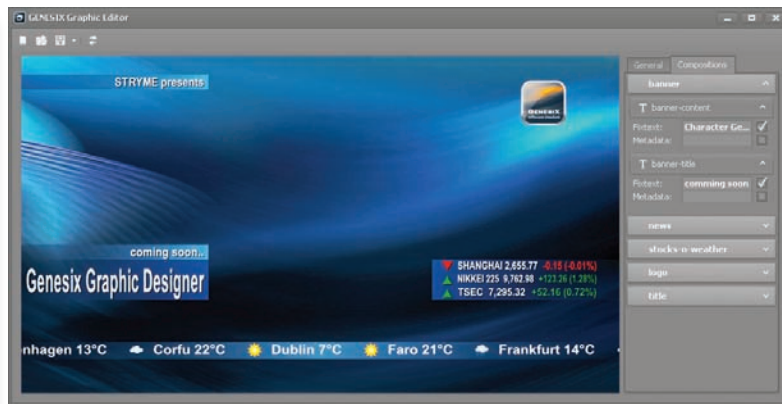 GENESIX Graphic Editor
General Compositions
STRYME presents
GENESIX
banner
T banner-content
Fixtext: Character Ge...
Metadata:
T banner-title
Fixtext: comming soon
Metadata:
news
stocks-o-weather
logo
title
coming soon..
Genesix Graphic Designer
SHANGHAI 2,655.77 -0.15 (-0.01%)
NIKKEI 225 9,762.98 +123.26 (1.28%)
TSEC 7,295.32 +52.16 (0.72%)
nhagen 13°C Corfu 22°C Dublin 7°C Faro 21°C Frankfurt 14°C